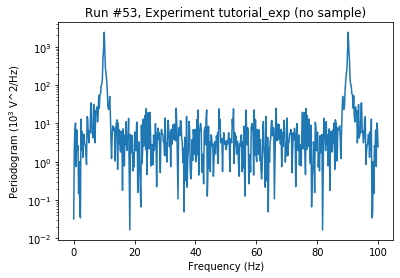 Run #53, Experiment tutorial_exp (no sample)
Periodogram (10³ V^2/Hz)
10³
10²
10¹
10⁰
10⁻¹
10⁻²
0 20 40 60 80 100
Frequency (Hz)